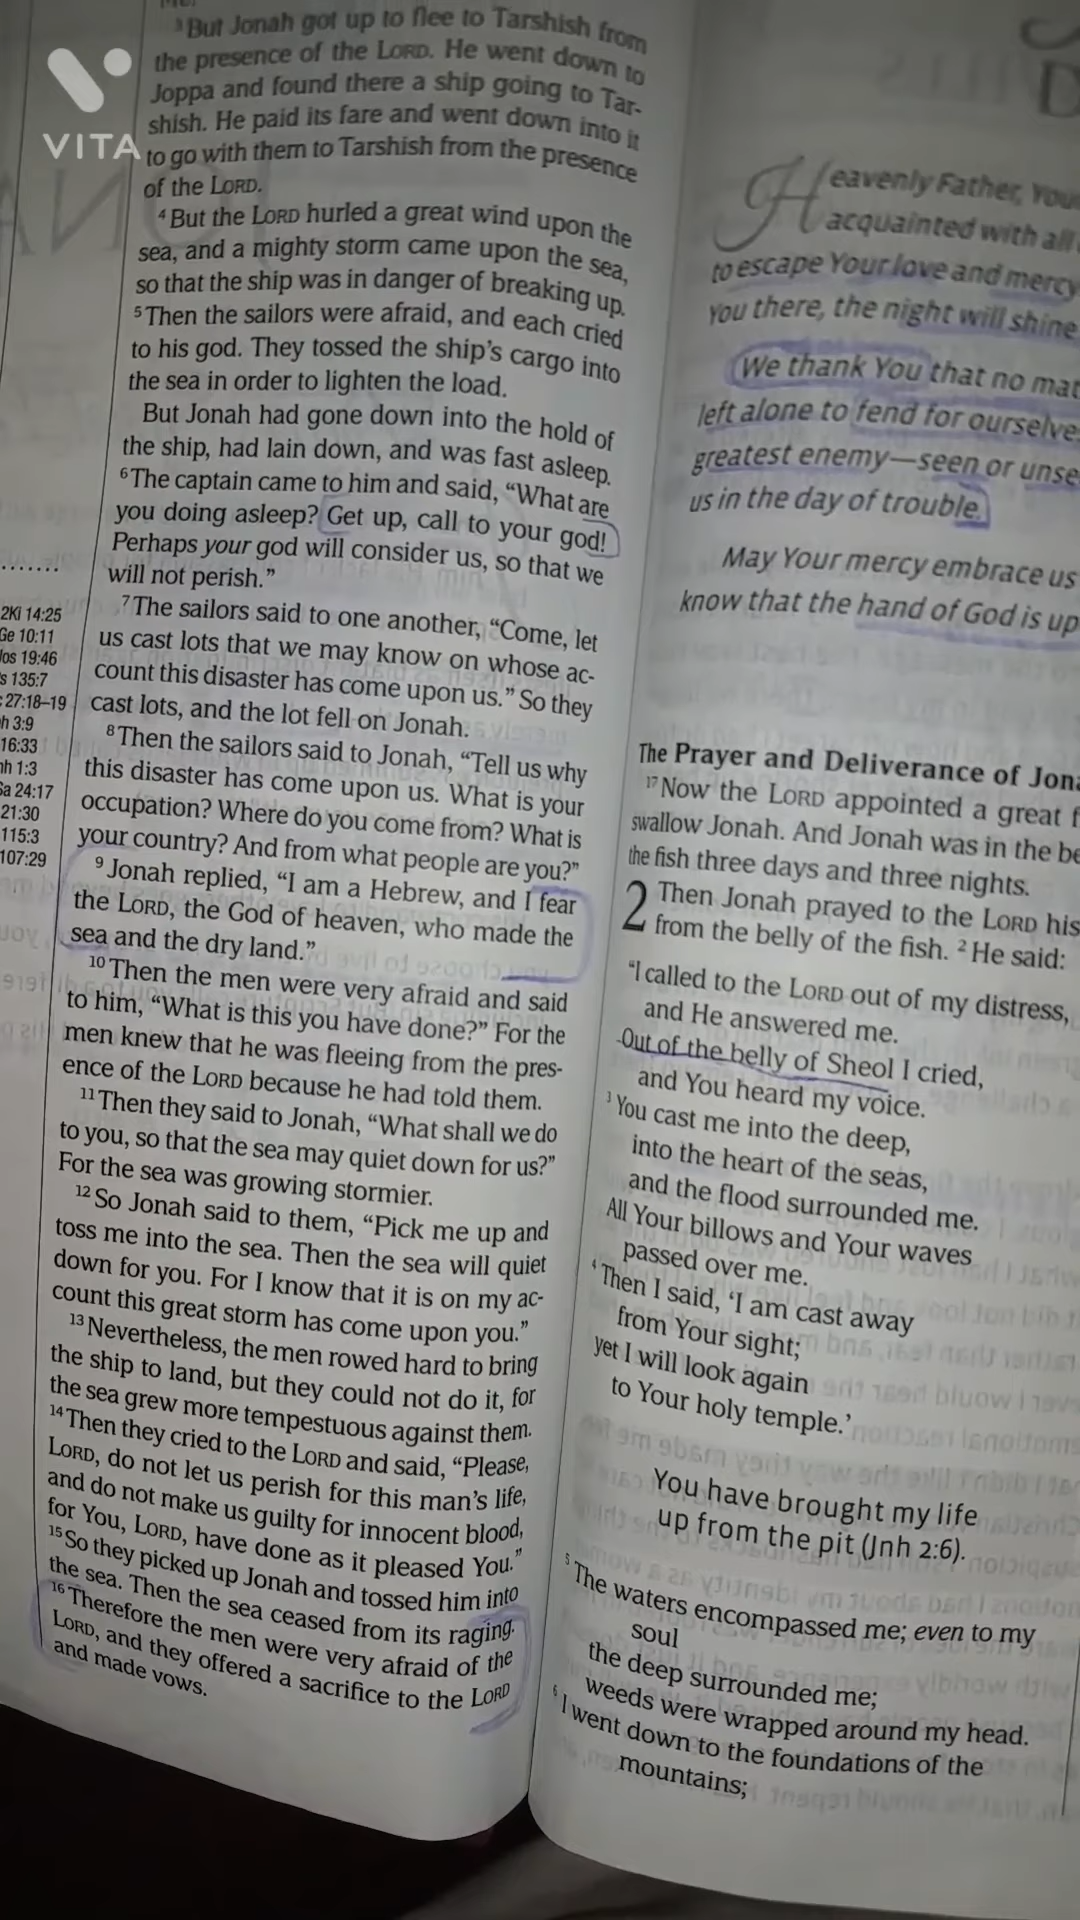 VITA
³But Jonah got up to flee to Tarshish from
the presence of the LORD. He went down to
Joppa and found there a ship going to Tar-
shish. He paid its fare and went down into it
to go with them to Tarshish from the presence
of the LORD.
⁴But the LORD hurled a great wind upon the
sea, and a mighty storm came upon the sea,
so that the ship was in danger of breaking up.
⁵Then the sailors were afraid, and each cried
to his god. They tossed the ship's cargo into
the sea in order to lighten the load.
But Jonah had gone down into the hold of
the ship, had lain down, and was fast asleep.
⁶The captain came to him and said, “What are
you doing asleep? Get up, call to your god!
Perhaps your god will consider us, so that we
will not perish.”
⁷The sailors said to one another, “Come, let
us cast lots that we may know on whose ac-
count this disaster has come upon us.” So they
cast lots, and the lot fell on Jonah.
⁸Then the sailors said to Jonah, “Tell us why
this disaster has come upon us. What is your
occupation? Where do you come from? What is
your country? And from what people are you?”
⁹Jonah replied, “I am a Hebrew, and I fear
the LORD, the God of heaven, who made the
sea and the dry land.”
¹⁰Then the men were very afraid and said
to him, “What is this you have done?” For the
men knew that he was fleeing from the pres-
ence of the LORD because he had told them.
¹¹Then they said to Jonah, “What shall we do
to you, so that the sea may quiet down for us?”
For the sea was growing stormier.
¹²So Jonah said to them, “Pick me up and
toss me into the sea. Then the sea will quiet
down for you. For I know that it is on my ac-
count this great storm has come upon you.”
¹³Nevertheless, the men rowed hard to bring
the ship to land, but they could not do it, for
the sea grew more tempestuous against them.
¹⁴Then they cried to the LORD and said, “Please,
LORD, do not let us perish for this man's life,
and do not make us guilty for innocent blood,
for You, LORD, have done as it pleased You.”
¹⁵So they picked up Jonah and tossed him into
the sea. Then the sea ceased from its raging.
¹⁶Therefore the men were very afraid of the
LORD, and they offered a sacrifice to the LORD
and made vows.
2Ki 14:25
Ge 10:11
Jos 19:46
s 135:7
27:18–19
h 3:9
16:33
nh 1:3
Sa 24:17
21:30
115:3
107:29
Heavenly Father, You
acquainted with all
to escape Your love and mercy
You there, the night will shine
We thank You that no mat
left alone to fend for ourselve
greatest enemy—seen or unse
us in the day of trouble.
May Your mercy embrace us
know that the hand of God is up
The Prayer and Deliverance of Jona
¹⁷Now the LORD appointed a great f
swallow Jonah. And Jonah was in the be
the fish three days and three nights.
2 Then Jonah prayed to the LORD his
from the belly of the fish. ² He said:
“I called to the LORD out of my distress,
and He answered me.
Out of the belly of Sheol I cried,
and You heard my voice.
³ You cast me into the deep,
into the heart of the seas,
and the flood surrounded me.
All Your billows and Your waves
passed over me.
⁴ Then I said, ‘I am cast away
from Your sight;
yet I will look again
to Your holy temple.’
You have brought my life
up from the pit (Jnh 2:6).
⁵ The waters encompassed me; even to my
soul
the deep surrounded me;
weeds were wrapped around my head.
⁶ I went down to the foundations of the
mountains;